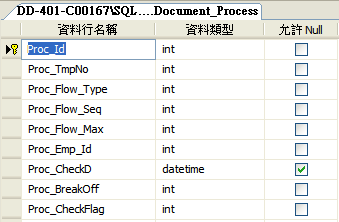 DD-401-C00167\SQL....Document_Process
資料行名稱 資料類型 允許 Null
Proc_Id int
Proc_TmpNo int
Proc_Flow_Type int
Proc_Flow_Seq int
Proc_Flow_Max int
Proc_Emp_Id int
Proc_CheckD datetime
Proc_BreakOff int
Proc_CheckFlag int